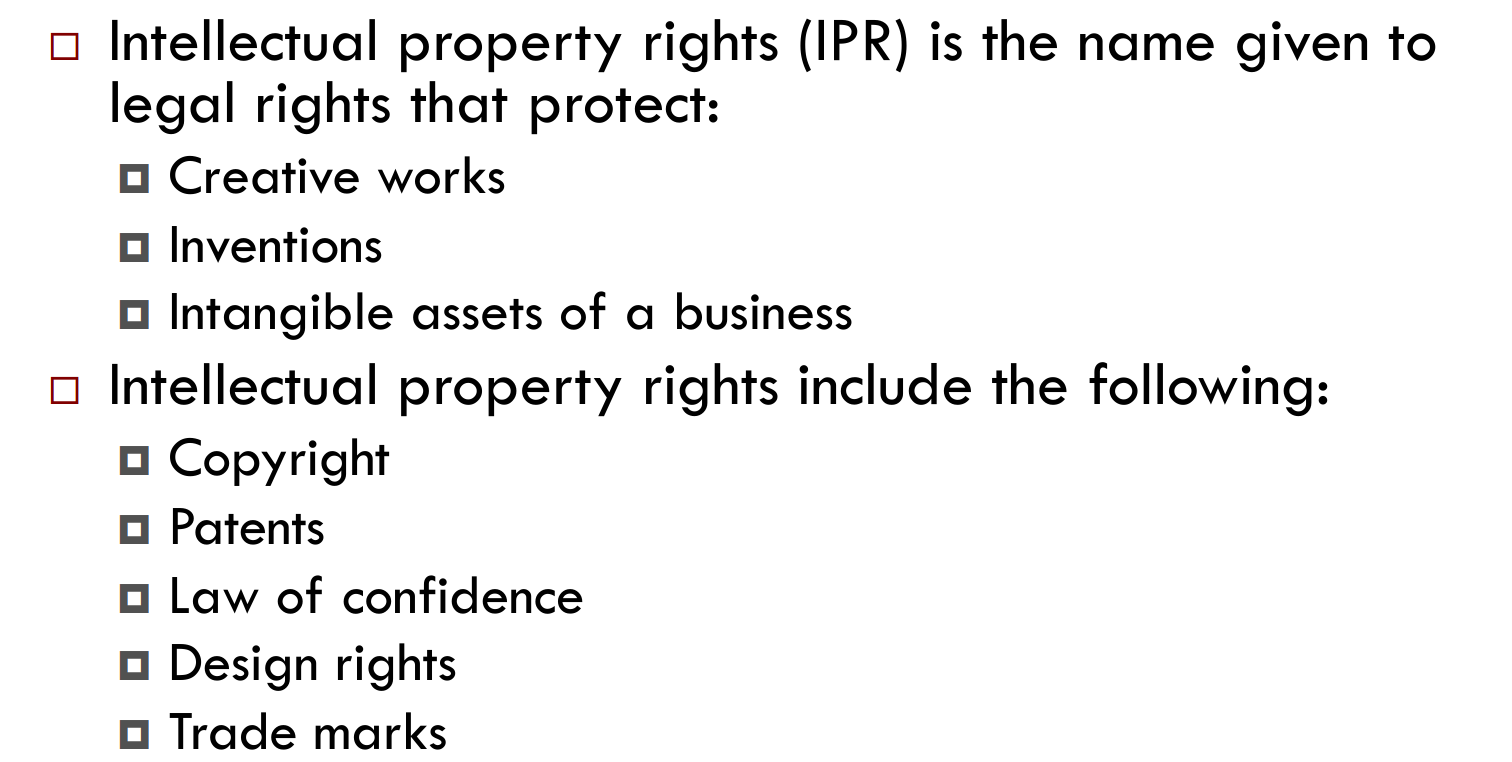 Intellectual property rights (IPR) is the name given to
legal rights that protect:
Creative works
Inventions
Intangible assets of a business
Intellectual property rights include the following:
Copyright
Patents
Law of confidence
Design rights
Trade marks